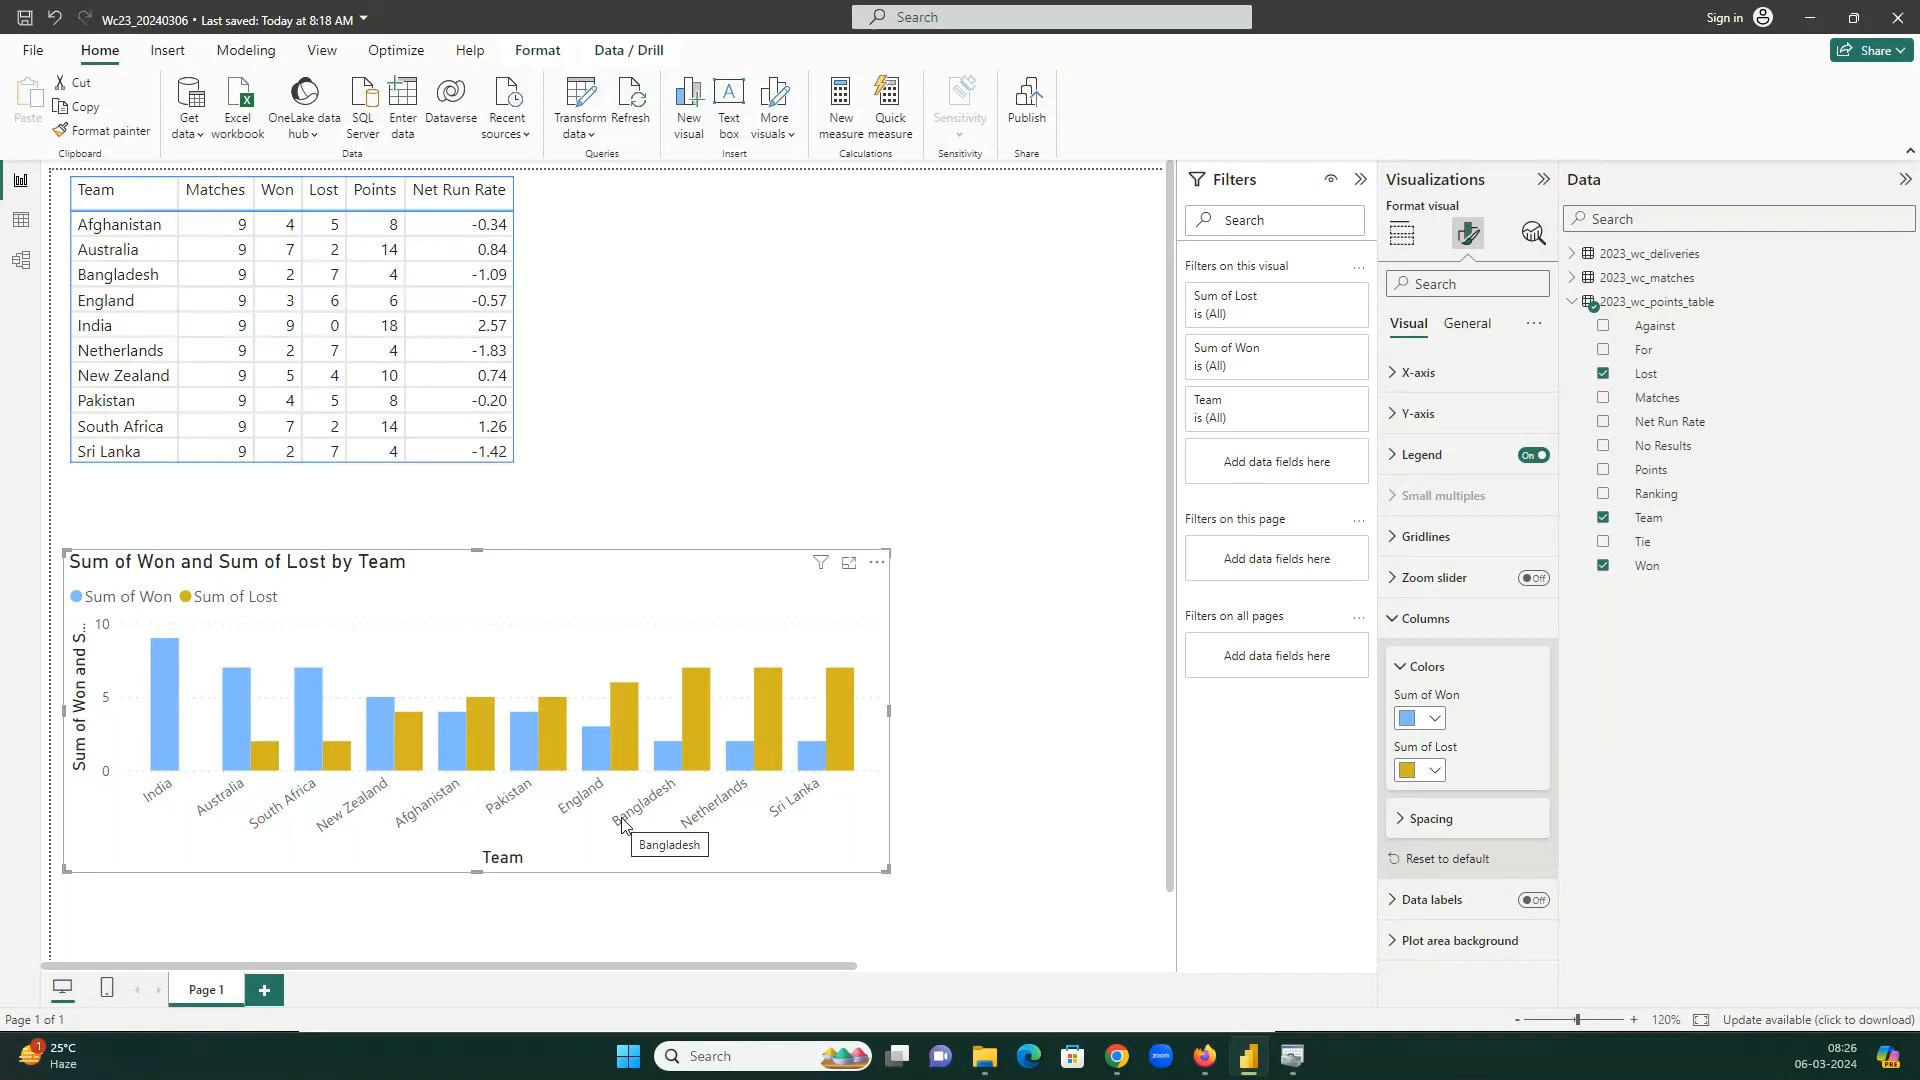 Wc23_20240306 • Last saved: Today at 8:18 AM
Search
Sign in
File Home Insert Modeling View Optimize Help Format Data / Drill
Share
Paste
Cut
Copy
Format painter
Clipboard
Get data
Excel workbook
OneLake data hub
SQL Server
Enter data
Dataverse
Recent sources
Data
Transform data
Refresh
Queries
New visual
Text box
More visuals
Insert
New measure
Quick measure
Calculations
Sensitivity
Sensitivity
Publish
Share
Team Matches Won Lost Points Net Run Rate
Afghanistan 9 4 5 8 -0.34
Australia 9 7 2 14 0.84
Bangladesh 9 2 7 4 -1.09
England 9 3 6 6 -0.57
India 9 9 0 18 2.57
Netherlands 9 2 7 4 -1.83
New Zealand 9 5 4 10 0.74
Pakistan 9 4 5 8 -0.20
South Africa 9 7 2 14 1.26
Sri Lanka 9 2 7 4 -1.42
Sum of Won and Sum of Lost by Team
Sum of Won Sum of Lost
Sum of Won and S...
10
5
0
India Australia South Africa New Zealand Afghanistan Pakistan England Bangladesh Netherlands Sri Lanka
Bangladesh
Team
Filters
Search
Filters on this visual ...
Sum of Lost
is (All)
Sum of Won
is (All)
Team
is (All)
Add data fields here
Filters on this page ...
Add data fields here
Filters on all pages ...
Add data fields here
Visualizations
Format visual
Search
Visual General ...
X-axis
Y-axis
Legend On
Small multiples
Gridlines
Zoom slider Off
Columns
Colors
Sum of Won
Sum of Lost
Spacing
Reset to default
Data labels Off
Plot area background
Data
Search
2023_wc_deliveries
2023_wc_matches
2023_wc_points_table
Against
For
Lost
Matches
Net Run Rate
No Results
Points
Ranking
Team
Tie
Won
Page 1
Page 1 of 1
- + 120% Update available (click to download)
1
25°C
Haze
Search
zoom
08:26
06-03-2024
PRE